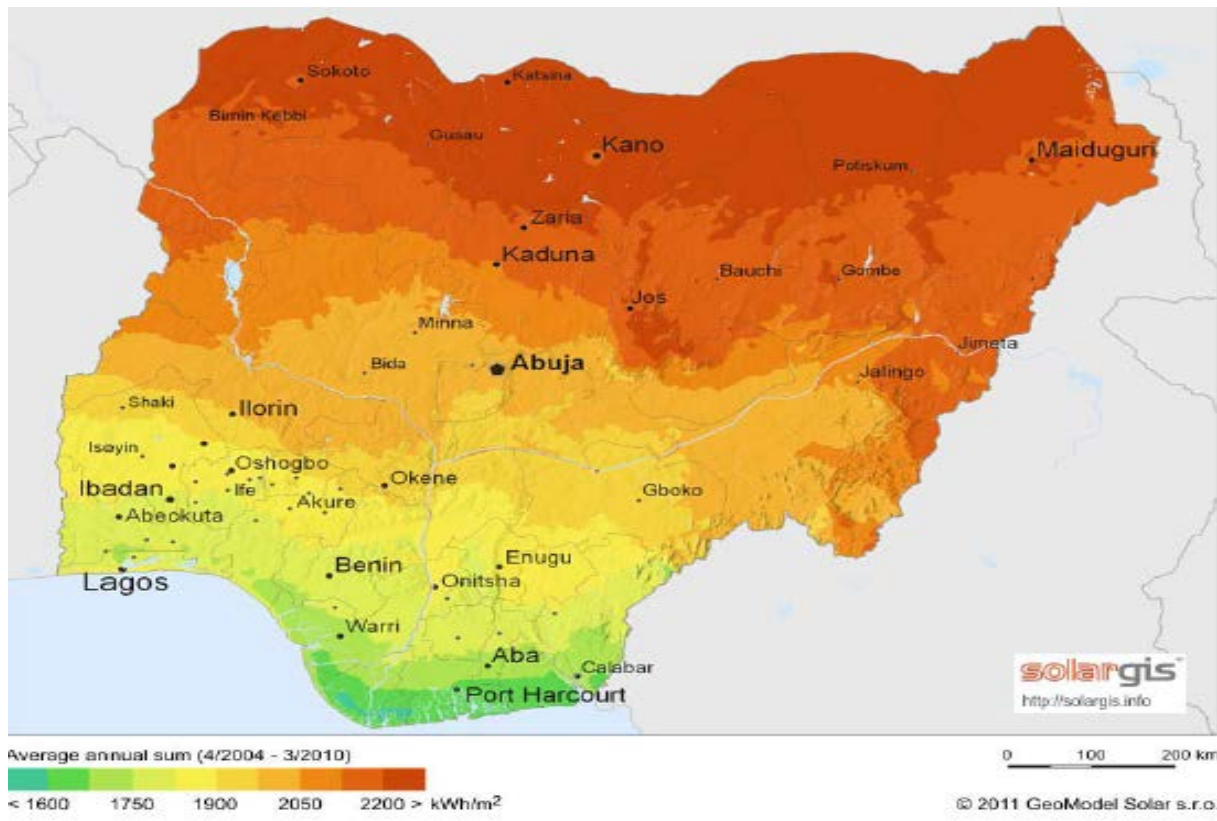 Sokoto
Katsina
Birnin-Kebbi
Gusau
Kano
Maiduguri
Potiskum
Zaria
Kaduna
Bauchi
Gombe
Jos
Minna
Jimeta
Bida
Abuja
Jalingo
Shaki
Ilorin
Iseyin
Oshogbo
Okene
Ibadan
Ife
Gboko
Akure
Abeokuta
Enugu
Benin
Onitsha
Lagos
Warri
Aba
Calabar
Port Harcourt
solargis
http://solargis.info
Average annual sum (4/2004 - 3/2010)
0 100 200 km
< 1600 1750 1900 2050 2200 > kWh/m²
© 2011 GeoModel Solar s.r.o.